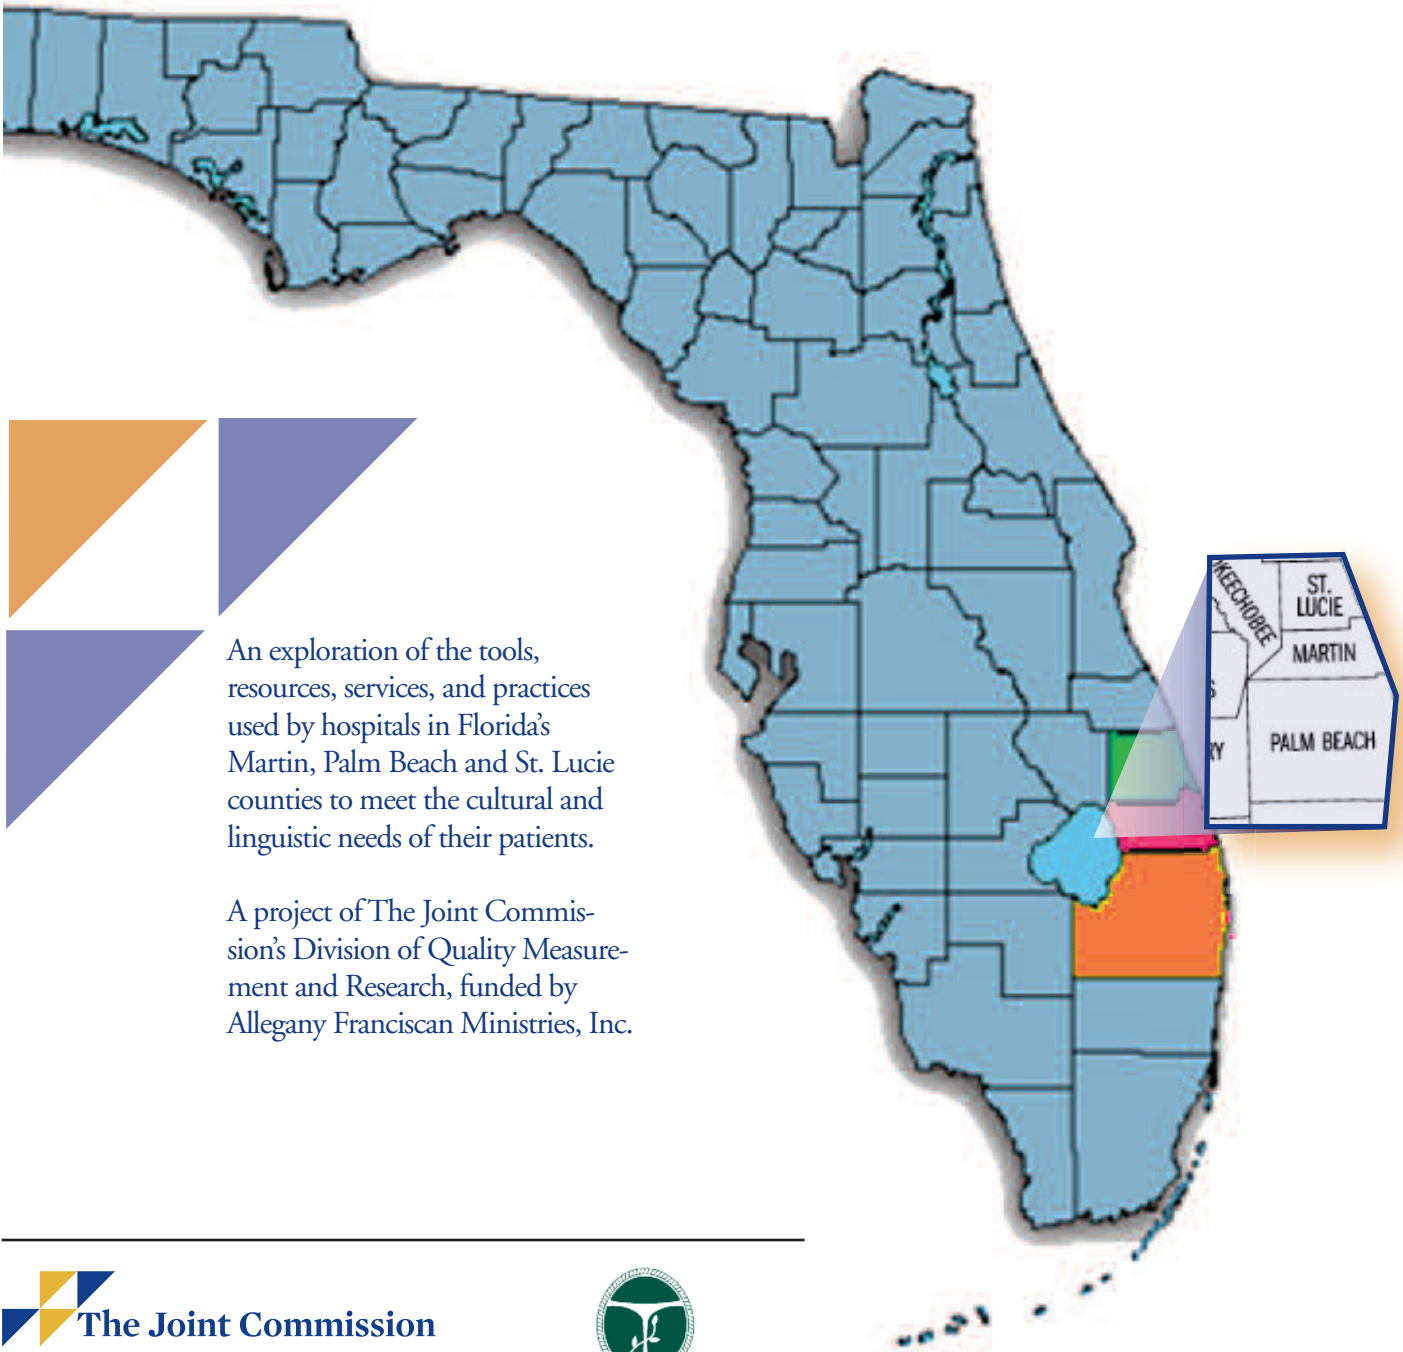 An exploration of the tools,
resources, services, and practices
used by hospitals in Florida's
Martin, Palm Beach and St. Lucie
counties to meet the cultural and
linguistic needs of their patients.
A project of The Joint Commis-
sion's Division of Quality Measure-
ment and Research, funded by
Allegany Franciscan Ministries, Inc.
KEECHOBEE
ST.
LUCIE
MARTIN
S
RY
PALM BEACH
The Joint Commission